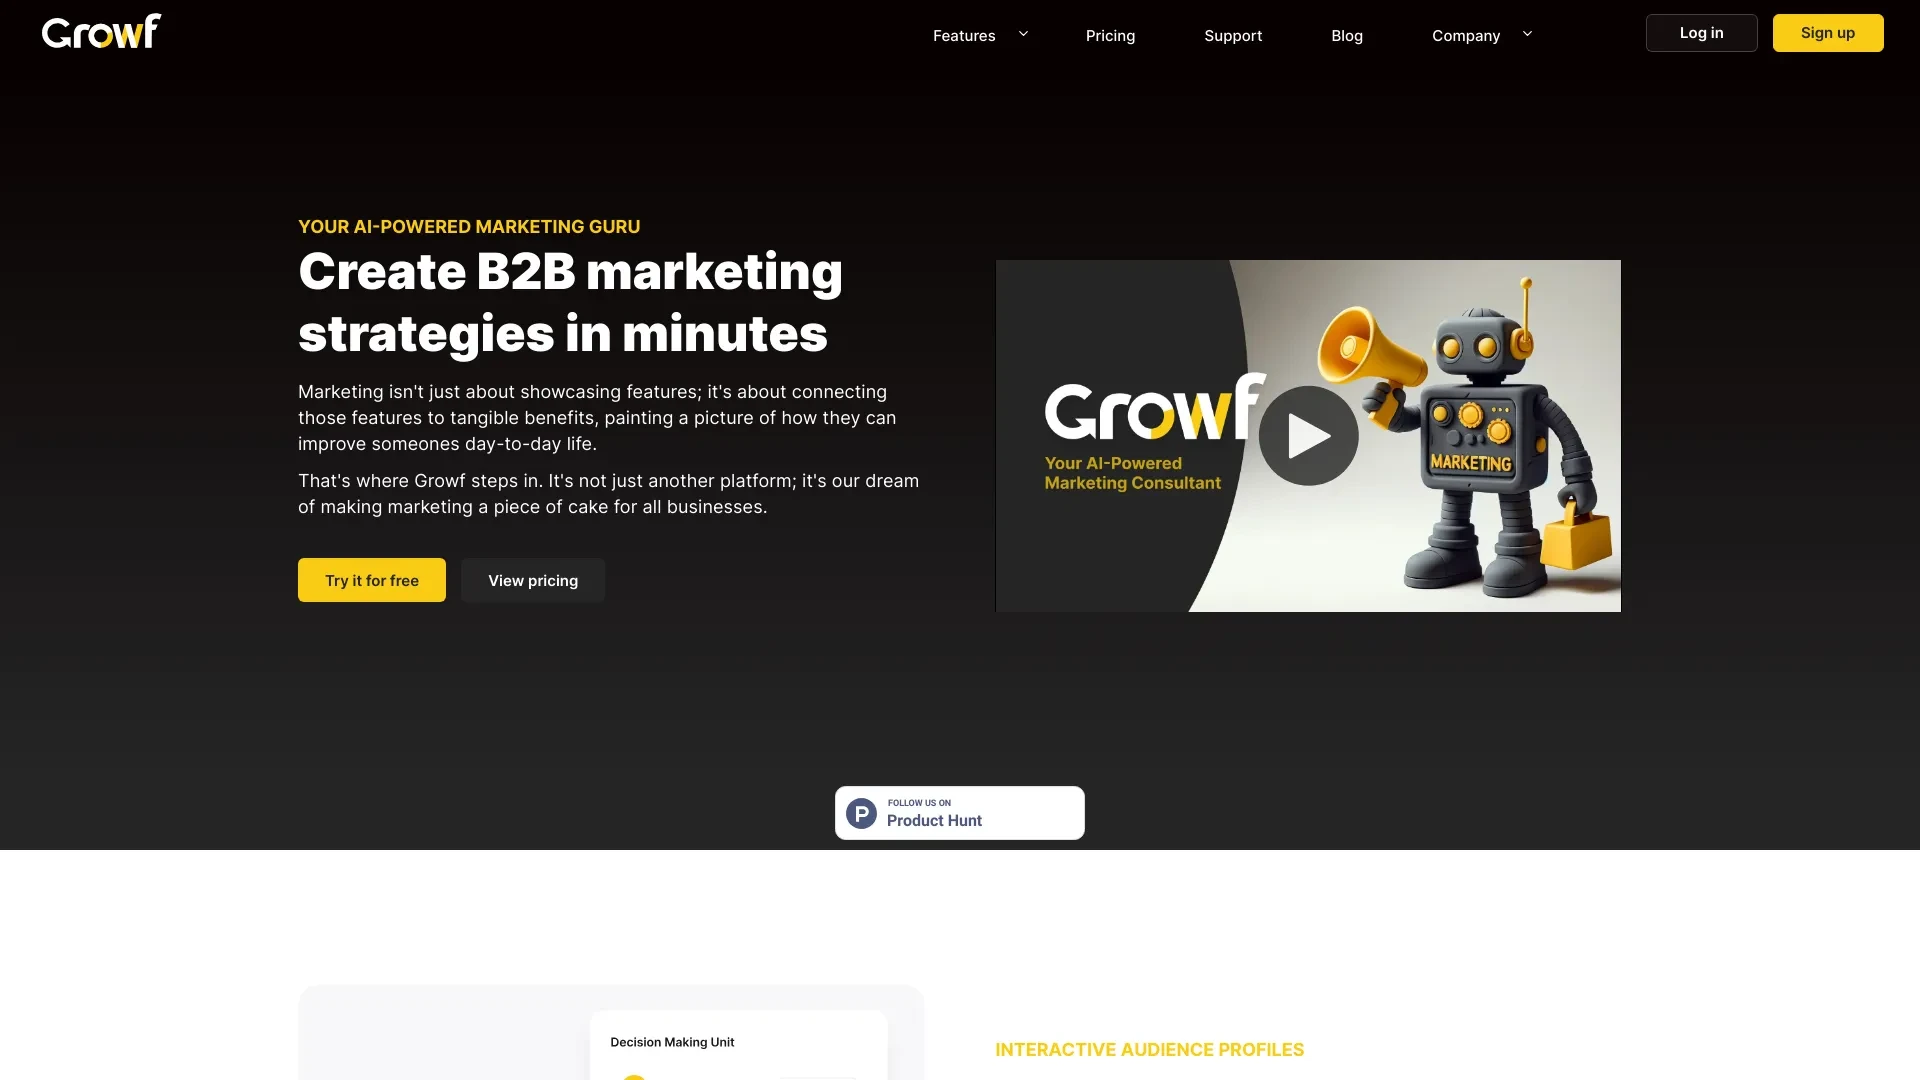 Growf
Features
Pricing
Support
Blog
Company
Log in
Sign up
YOUR AI-POWERED MARKETING GURU
Create B2B marketing
strategies in minutes
Marketing isn't just about showcasing features; it's about connecting
those features to tangible benefits, painting a picture of how they can
improve someones day-to-day life.
That's where Growf steps in. It's not just another platform; it's our dream
of making marketing a piece of cake for all businesses.
Try it for free
View pricing
Growf
Your AI-Powered
Marketing Consultant
MARKETING
FOLLOW US ON
P
Product Hunt
Decision Making Unit
INTERACTIVE AUDIENCE PROFILES